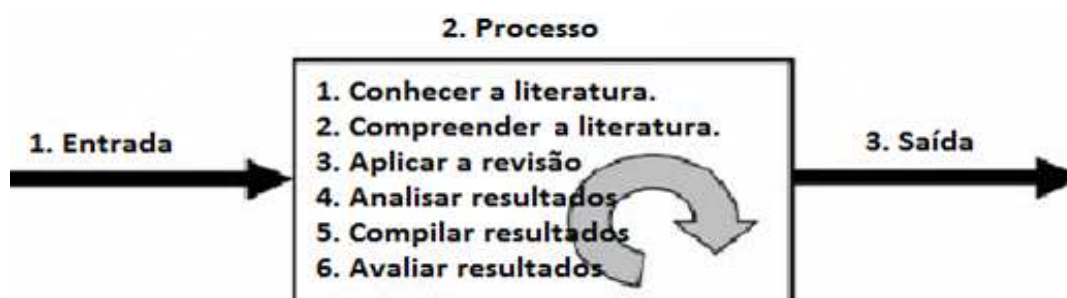 2. Processo
1. Entrada
1. Conhecer a literatura.
2. Compreender a literatura.
3. Aplicar a revisão
4. Analisar resultados
5. Compilar resultados
6. Avaliar resultados
3. Saída